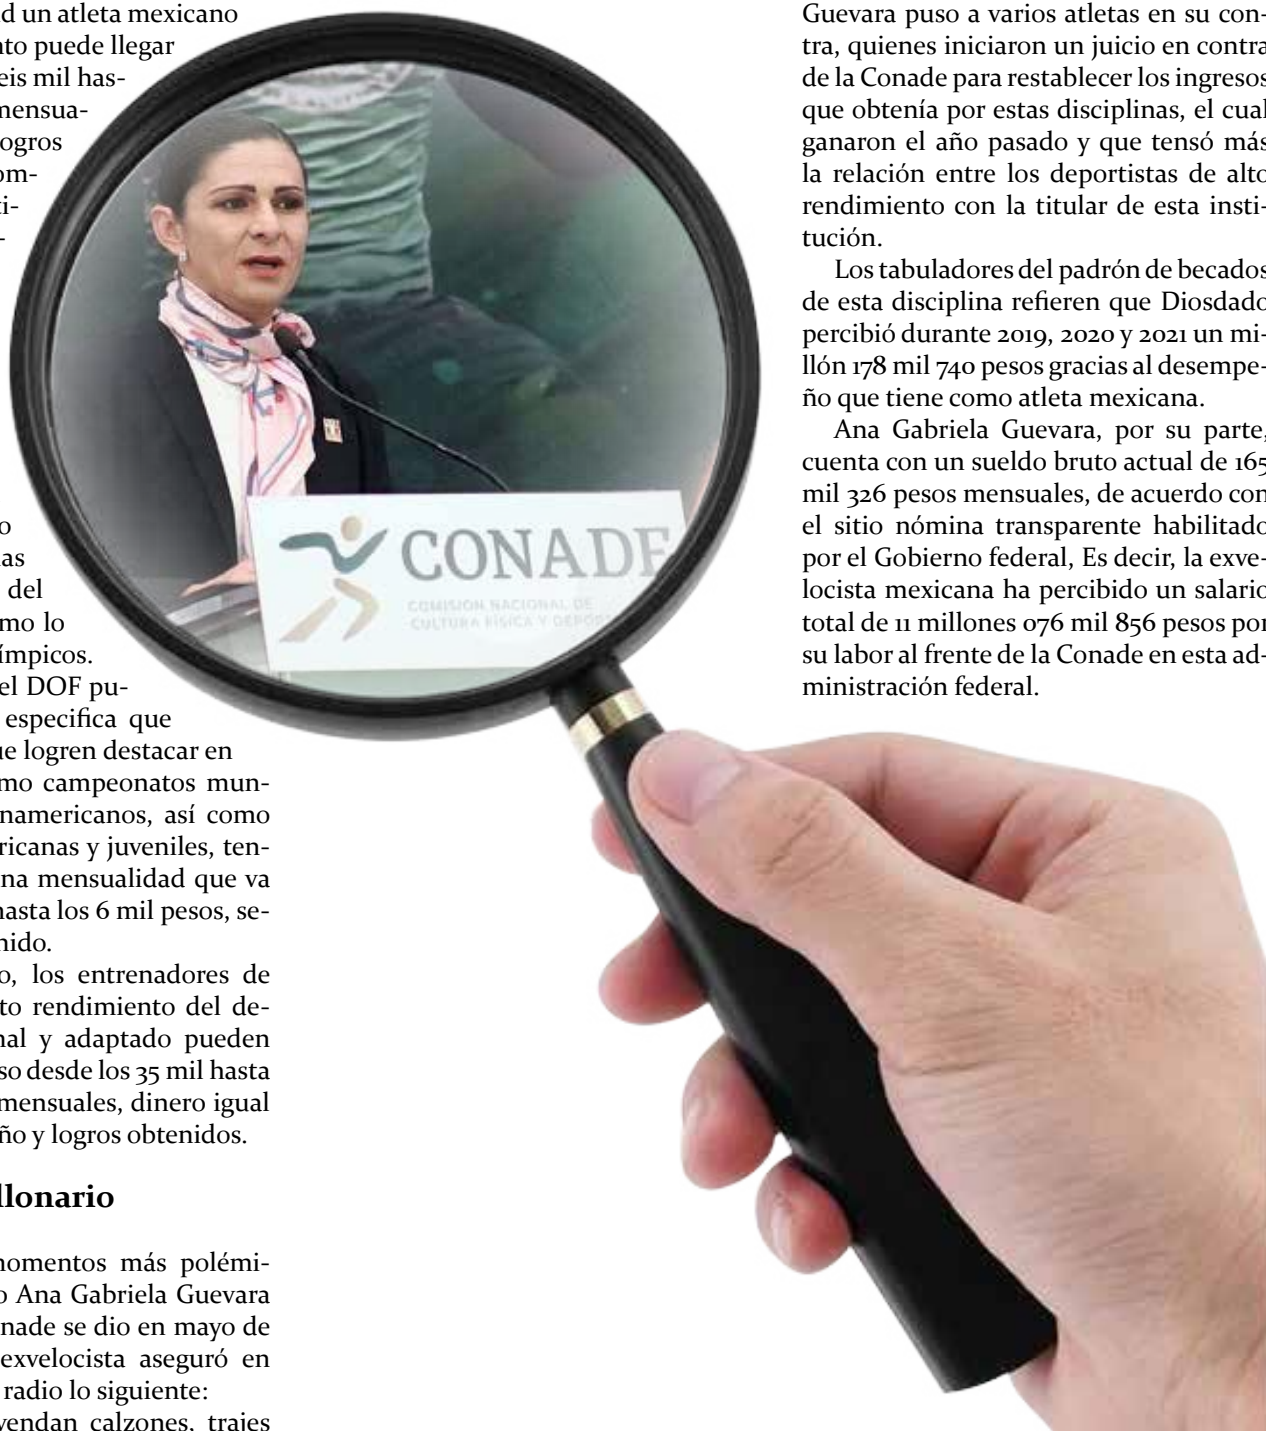 d un atleta mexicano
nto puede llegar
eis mil has-
mensua-
ogros
om-
ti-
-
o
as
del
mo lo
ímpicos.
el DOF pu-
especifica que
ue logren destacar en
mo campeonatos mun-
namericanos, así como
ricanas y juveniles, ten-
na mensualidad que va
hasta los 6 mil pesos, se-
nido.
o, los entrenadores de
to rendimiento del de-
nal y adaptado pueden
so desde los 35 mil hasta
mensuales, dinero igual
ño y logros obtenidos.
llonario
momentos más polémi-
o Ana Gabriela Guevara
nade se dio en mayo de
exvelocista aseguró en
radio lo siguiente:
vendan calzones, trajes
CONADE
COMISIÓN NACIONAL DE
CULTURA FÍSICA Y DEPOR
Guevara puso a varios atletas en su con-
tra, quienes iniciaron un juicio en contra
de la Conade para restablecer los ingresos
que obtenía por estas disciplinas, el cual
ganaron el año pasado y que tensó más
la relación entre los deportistas de alto
rendimiento con la titular de esta insti-
tución.
Los tabuladores del padrón de becados
de esta disciplina refieren que Diosdado
percibió durante 2019, 2020 y 2021 un mi-
llón 178 mil 740 pesos gracias al desempe-
ño que tiene como atleta mexicana.
Ana Gabriela Guevara, por su parte,
cuenta con un sueldo bruto actual de 165
mil 326 pesos mensuales, de acuerdo con
el sitio nómina transparente habilitado
por el Gobierno federal, Es decir, la exve-
locista mexicana ha percibido un salario
total de 11 millones 076 mil 856 pesos por
su labor al frente de la Conade en esta ad-
ministración federal.